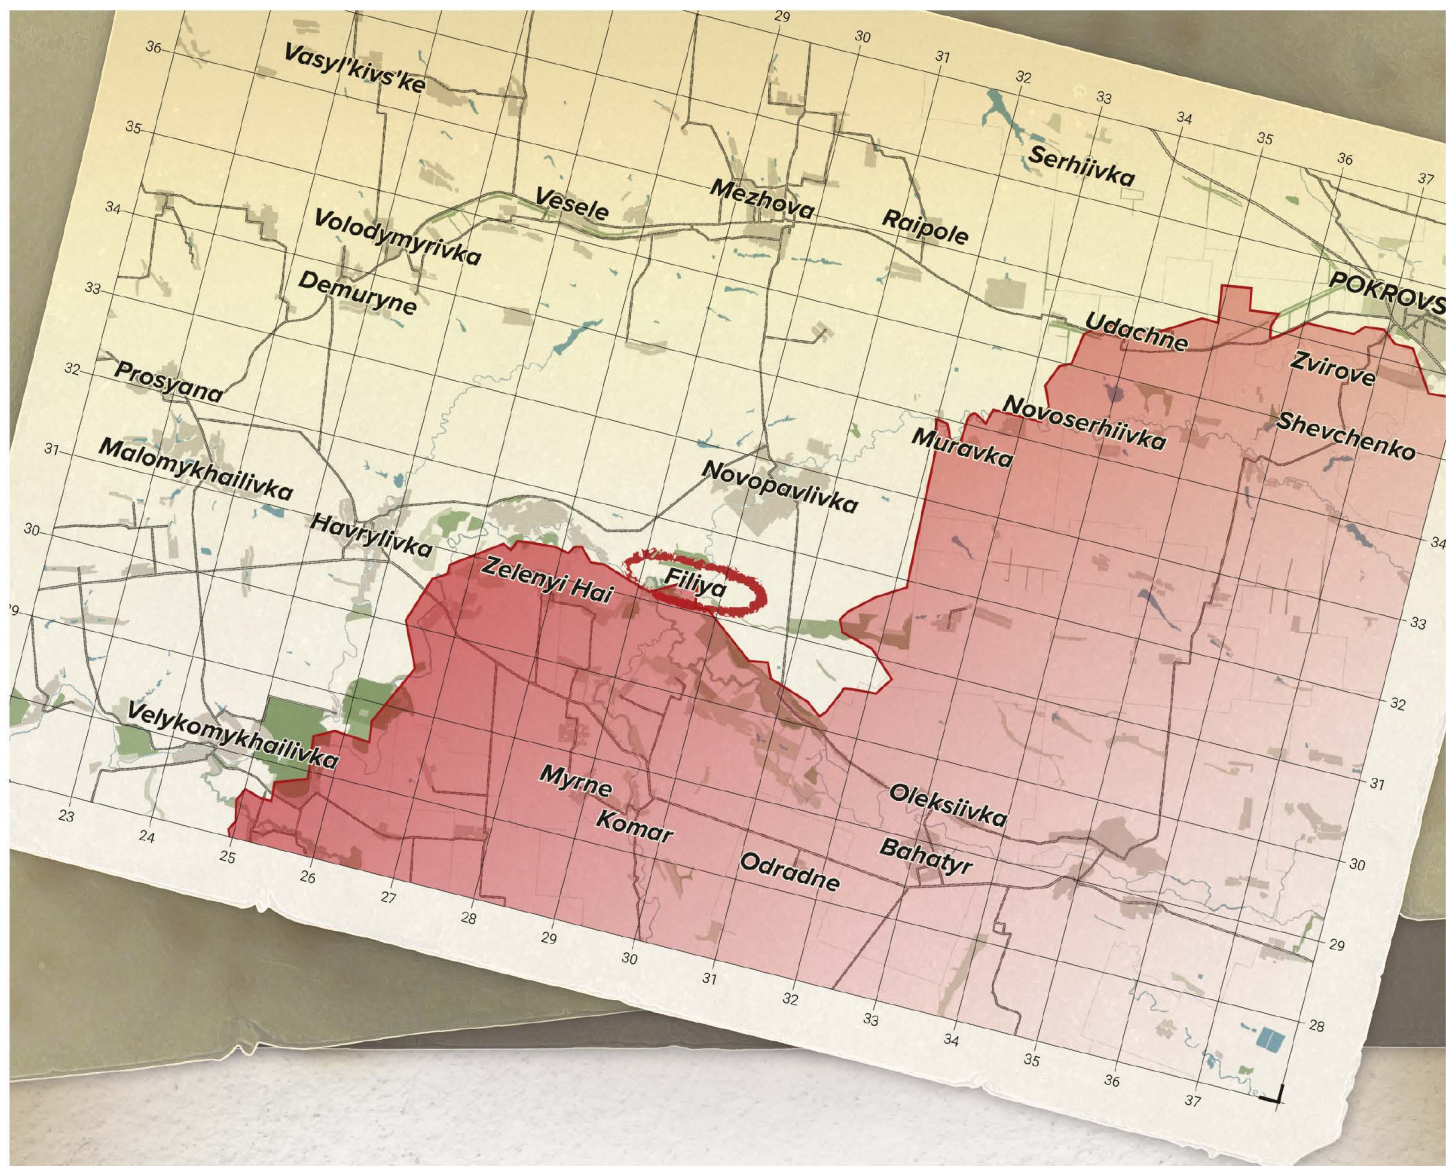 29
30
31
32
33
34
35
36
37
36
35
34
33
32
31
30
29
Vasyl'kivs'ke
Serhiivka
Mezhova
Vesele
Raipole
Volodymyrivka
Demuryne
POKROVS
Udachne
Zvirove
Prosyana
Novoserhiivka
Shevchenko
Muravka
Malomykhailivka
Novopavlivka
Havrylivka
Zelenyi Hai
Filiya
Velykomykhailivka
Myrne
Oleksiivka
Komar
Bahatyr
Odradne
34
33
32
31
30
29
28
23
24
25
26
27
28
29
30
31
32
33
34
35
36
37